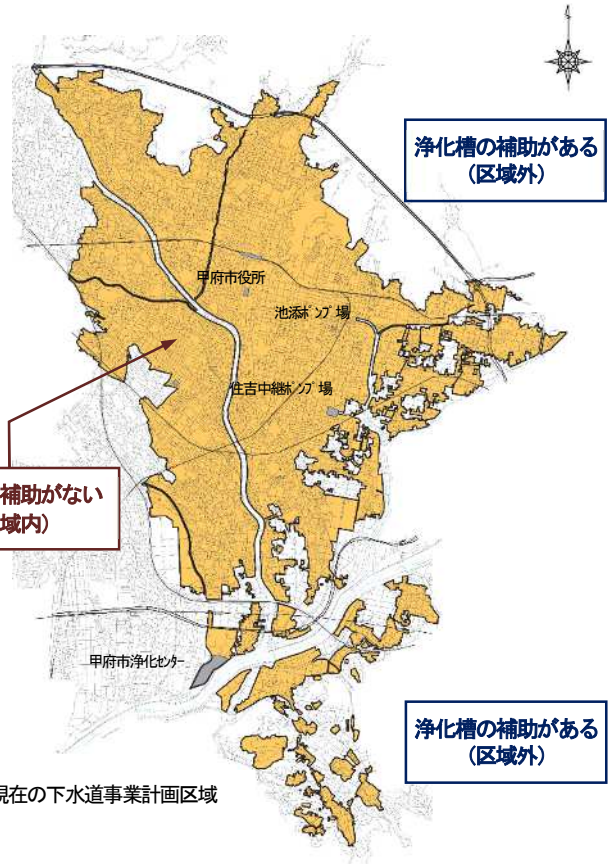 浄化槽の補助がある
(区域外)
甲府市役所
池添ポンプ場
住吉中継ポンプ場
補助がない
域内)
甲府市浄化センター
浄化槽の補助がある
(区域外)
現在の下水道事業計画区域